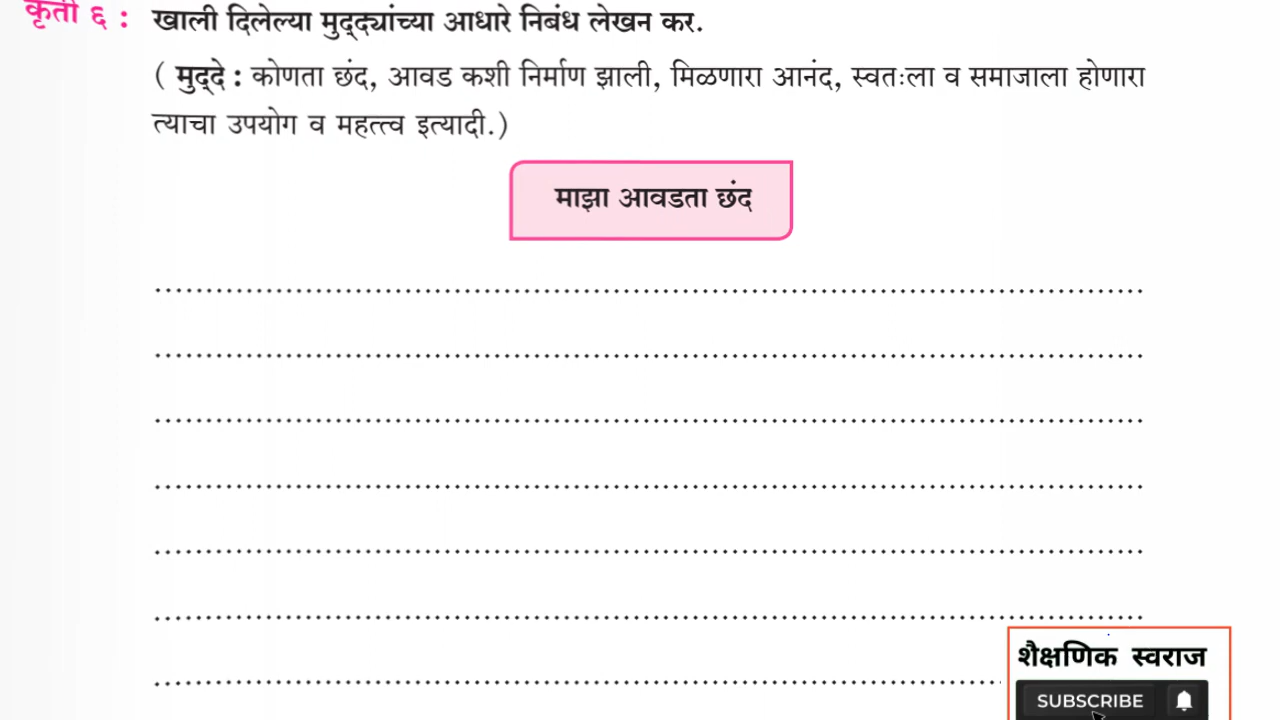 कृती ६ : खाली दिलेल्या मुद्‌द्यांच्या आधारे निबंध लेखन कर.
( मुद्‌दे : कोणता छंद, आवड कशी निर्माण झाली, मिळणारा आनंद, स्वतःला व समाजाला होणारा
त्याचा उपयोग व महत्त्व इत्यादी.)
माझा आवडता छंद
शैक्षणिक स्वराज
SUBSCRIBE